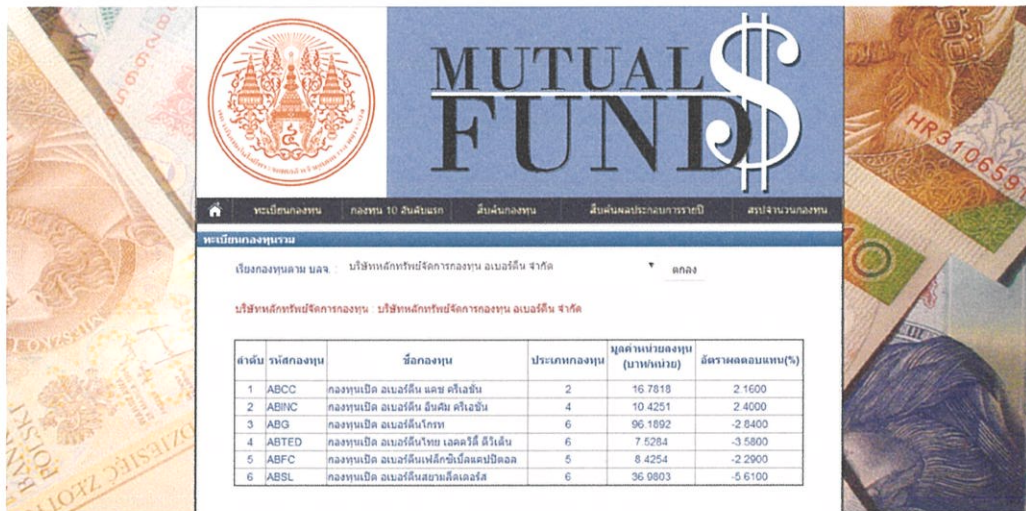 MUTUAL
FUND$
ทะเบียนกองทุน กองทุน 10 อันดับแรก สืบค้นกองทุน สืบค้นผลประกอบการรายปี สรุปจำนวนกองทุน
ทะเบียนกองทุนรวม
เรียงกองทุนตาม บลจ. : บริษัทหลักทรัพย์จัดการกองทุน อเบอร์ดีน จำกัด ตกลง
บริษัทหลักทรัพย์จัดการกองทุน : บริษัทหลักทรัพย์จัดการกองทุน อเบอร์ดีน จำกัด
ลำดับ รหัสกองทุน ชื่อกองทุน ประเภทกองทุน มูลค่าหน่วยลงทุน (บาท/หน่วย) อัตราผลตอบแทน(%)
1 ABCC กองทุนเปิด อเบอร์ดีน แคช ครีเอชั่น 2 16.7818 2.1600
2 ABINC กองทุนเปิด อเบอร์ดีน อินคัม ครีเอชั่น 4 10.4251 2.4000
3 ABG กองทุนเปิด อเบอร์ดีนโกรท 6 96.1892 -2.8400
4 ABTED กองทุนเปิด อเบอร์ดีนไทย เอคควิตี้ ดิวิเด็น 6 7.5284 -3.5800
5 ABFC กองทุนเปิด อเบอร์ดีนเฟล็กซิเบิ้ลแคปปิตอล 5 8.4254 -2.2900
6 ABSL กองทุนเปิด อเบอร์ดีนสยามลีดเดอร์ส 6 36.9803 -5.6100
HR310659